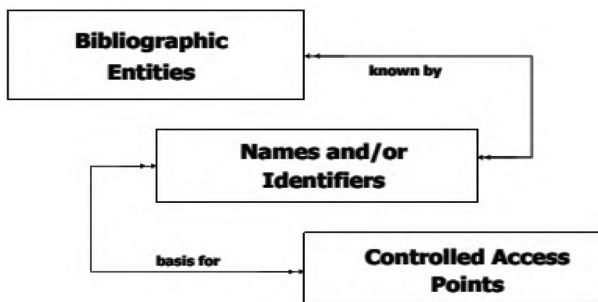 Bibliographic
Entities
known by
Names and/or
Identifiers
basis for
Controlled Access
Points